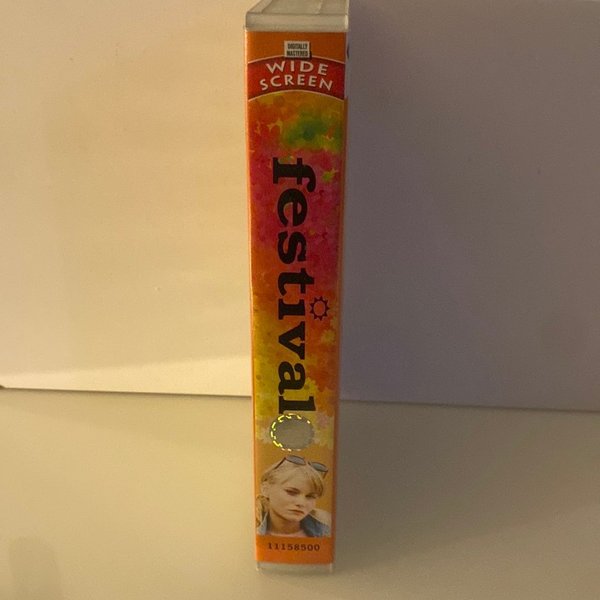 DIGITALLY
MASTERED
WIDE
SCREEN
festival
11158500